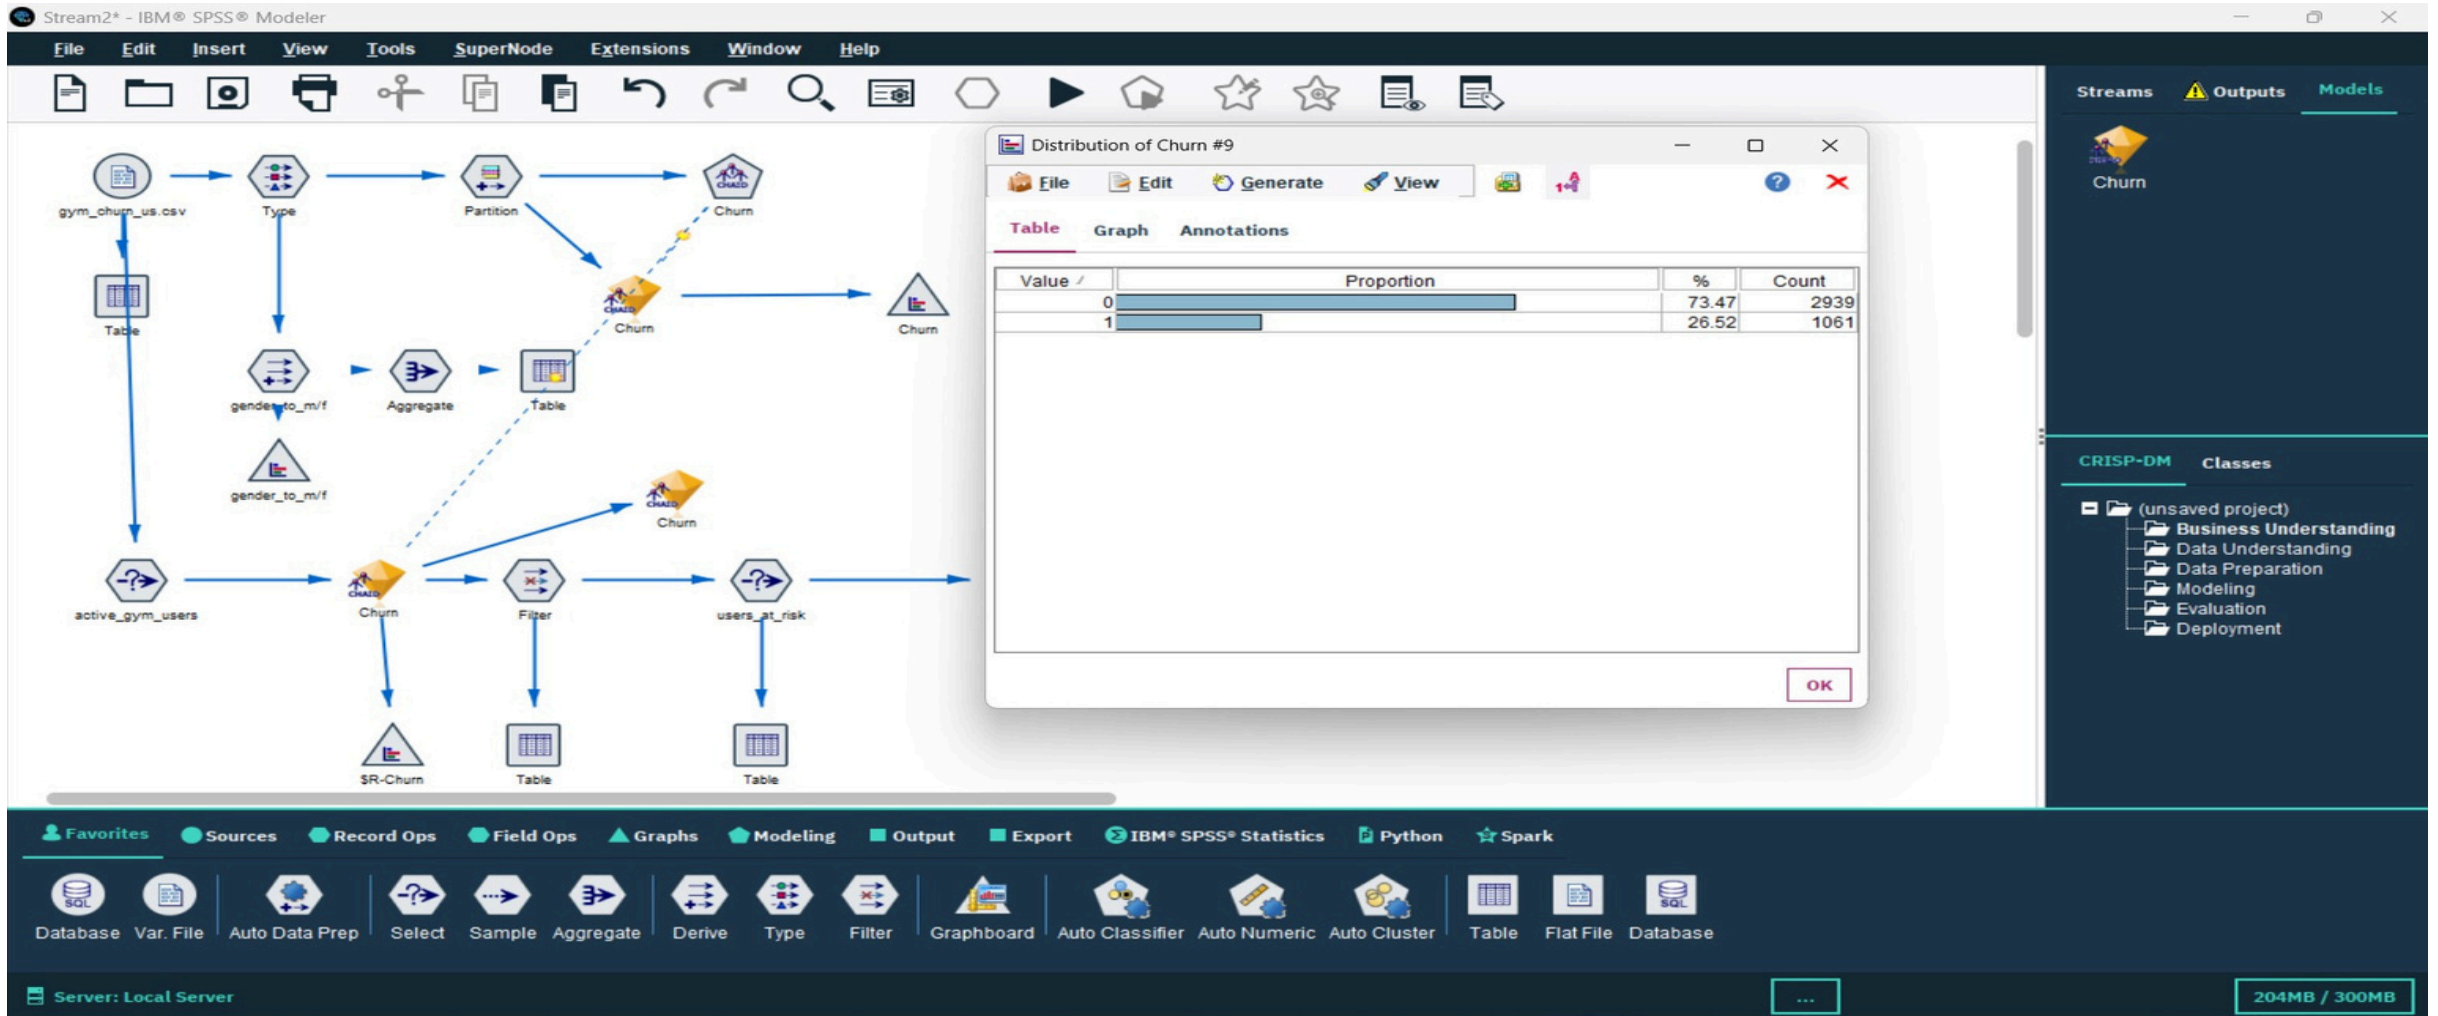 Stream2* - IBM® SPSS® Modeler
File Edit Insert View Tools SuperNode Extensions Window Help
Streams Outputs Models
Churn
gym_churn_us.csv Type Partition Churn
Table Churn Churn
gender_to_m/f Aggregate Table
gender_to_m/f
Churn
active_gym_users Churn Filter users_at_risk
$R-Churn Table Table
CHAID
CHAID
CHAID
CHAID
Distribution of Churn #9
File Edit Generate View
Table Graph Annotations
Value Proportion % Count
0 73.47 2939
1 26.52 1061
OK
CRISP-DM Classes
(unsaved project)
Business Understanding
Data Understanding
Data Preparation
Modeling
Evaluation
Deployment
Favorites Sources Record Ops Field Ops Graphs Modeling Output Export IBM® SPSS® Statistics Python Spark
SQL SQL
Database Var. File Auto Data Prep Select Sample Aggregate Derive Type Filter Graphboard Auto Classifier Auto Numeric Auto Cluster Table Flat File Database
Server: Local Server ... 204MB / 300MB